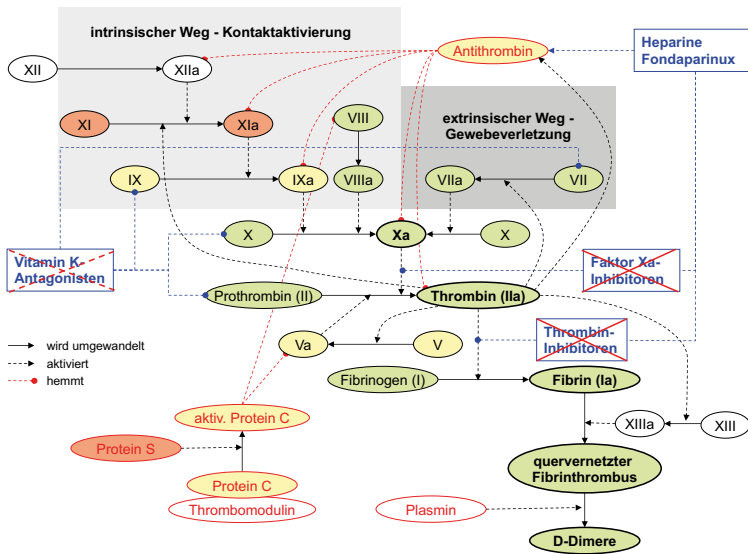 intrinsischer Weg - Kontaktaktivierung
Antithrombin
Heparine
Fondaparinux
XII
XIIa
XI
XIa
VIII
extrinsischer Weg -
Gewebeverletzung
IX
IXa
VIIIa
VIIa
VII
X
Xa
X
Vitamin K-
Antagonisten
Faktor Xa-
Inhibitoren
Prothrombin (II)
Thrombin (IIa)
Va
V
Thrombin-
Inhibitoren
wird umgewandelt
aktiviert
hemmt
Fibrinogen (I)
Fibrin (Ia)
aktiv. Protein C
XIIIa
XIII
Protein S
quervernetzter
Fibrinthrombus
Protein C
Thrombomodulin
Plasmin
D-Dimere